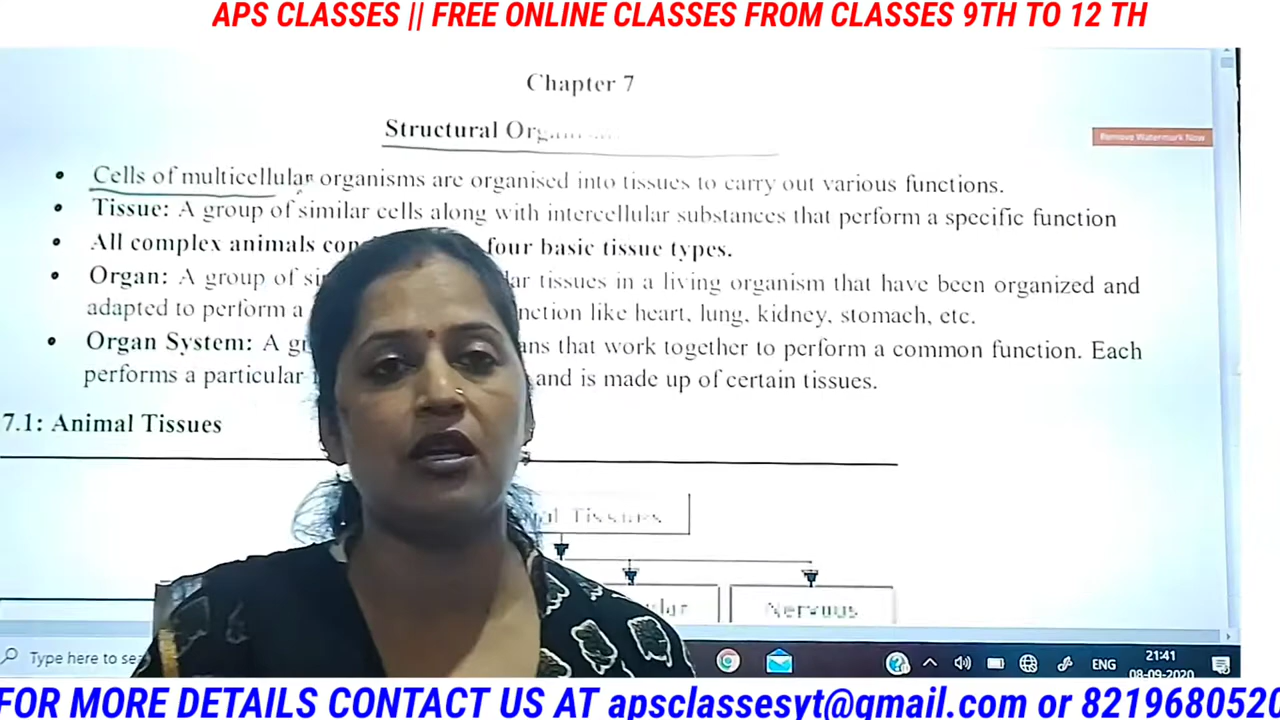 APS CLASSES || FREE ONLINE CLASSES FROM CLASSES 9TH TO 12 TH
Chapter 7
Structural
Remove Watermark Now
• Cells of multicellular organisms are organised into tissues to carry out various functions.
• Tissue: A group of similar cells along with intercellular substances that perform a specific function
• All complex animals four basic tissue types.
• Organ: A group of tissues in a living organism that have been organized and
adapted to perform a like heart, lung, kidney, stomach, etc.
• Organ System: A that work together to perform a common function. Each
performs a particular and is made up of certain tissues.
7.1: Animal Tissues
Tissues
Nervous
Type here to
ENG
21:41
08-09-2020
FOR MORE DETAILS CONTACT US AT apsclassesyt@gmail.com or 8219680520